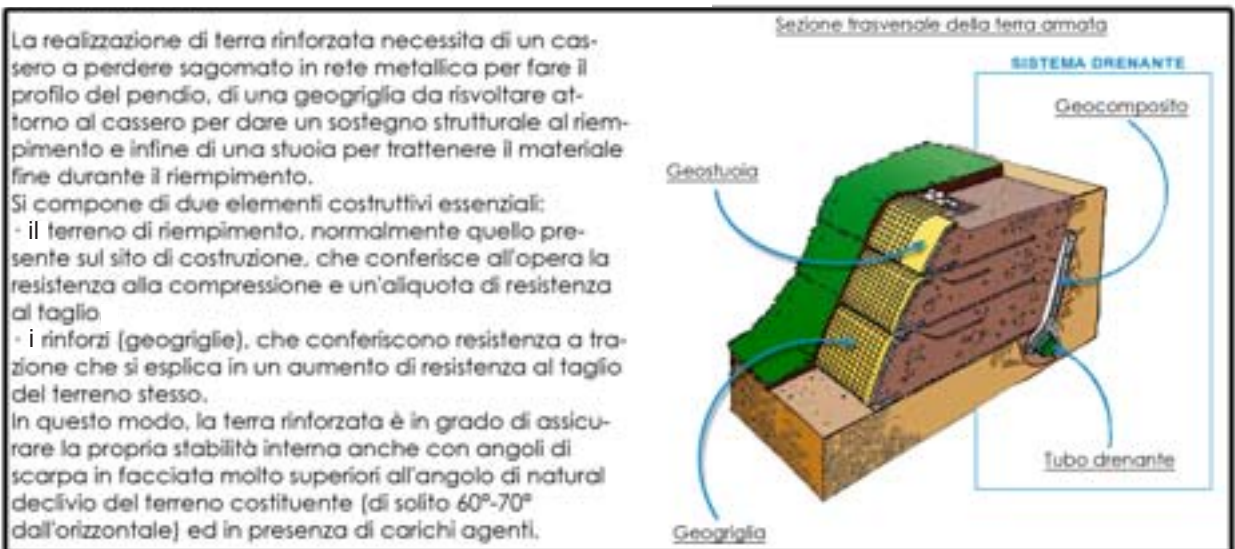 La realizzazione di terra rinforzata necessita di un cas-
sero a perdere sagomato in rete metallica per fare il
profilo del pendio, di una geogriglia da risvoltare at-
torno al cassero per dare un sostegno strutturale al riem-
pimento e infine di una stuoia per trattenere il materiale
fine durante il riempimento.
Si compone di due elementi costruttivi essenziali:
· il terreno di riempimento, normalmente quello pre-
sente sul sito di costruzione, che conferisce all'opera la
resistenza alla compressione e un'aliquota di resistenza
al taglio
· i rinforzi (geogriglie), che conferiscono resistenza a tra-
zione che si esplica in un aumento di resistenza al taglio
del terreno stesso.
In questo modo, la terra rinforzata è in grado di assicu-
rare la propria stabilità interna anche con angoli di
scarpa in facciata molto superiori all'angolo di natural
declivio del terreno costituente (di solito 60°-70°
dall'orizzontale) ed in presenza di carichi agenti.
Sezione trasversale della terra armata
SISTEMA DRENANTE
Geocomposito
Geostuoia
Tubo drenante
Geogriglia